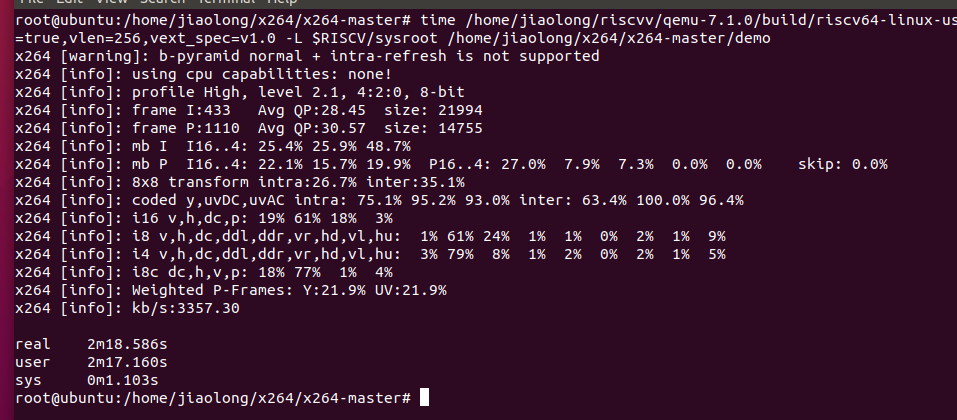 File Edit View Search Terminal Help
root@ubuntu:/home/jiaolong/x264/x264-master# time /home/jiaolong/riscvv/qemu-7.1.0/build/riscv64-linux-us
=true,vlen=256,vext_spec=v1.0 -L $RISCV/sysroot /home/jiaolong/x264/x264-master/demo
x264 [warning]: b-pyramid normal + intra-refresh is not supported
x264 [info]: using cpu capabilities: none!
x264 [info]: profile High, level 2.1, 4:2:0, 8-bit
x264 [info]: frame I:433   Avg QP:28.45  size: 21994
x264 [info]: frame P:1110  Avg QP:30.57  size: 14755
x264 [info]: mb I  I16..4: 25.4% 25.9% 48.7%
x264 [info]: mb P  I16..4: 22.1% 15.7% 19.9%  P16..4: 27.0%  7.9%  7.3%  0.0%  0.0%    skip: 0.0%
x264 [info]: 8x8 transform intra:26.7% inter:35.1%
x264 [info]: coded y,uvDC,uvAC intra: 75.1% 95.2% 93.0% inter: 63.4% 100.0% 96.4%
x264 [info]: i16 v,h,dc,p: 19% 61% 18%  3%
x264 [info]: i8 v,h,dc,ddl,ddr,vr,hd,vl,hu:  1% 61% 24%  1%  1%  0%  2%  1%  9%
x264 [info]: i4 v,h,dc,ddl,ddr,vr,hd,vl,hu:  3% 79%  8%  1%  2%  0%  2%  1%  5%
x264 [info]: i8c dc,h,v,p: 18% 77%  1%  4%
x264 [info]: Weighted P-Frames: Y:21.9% UV:21.9%
x264 [info]: kb/s:3357.30
real    2m18.586s
user    2m17.160s
sys     0m1.103s
root@ubuntu:/home/jiaolong/x264/x264-master#